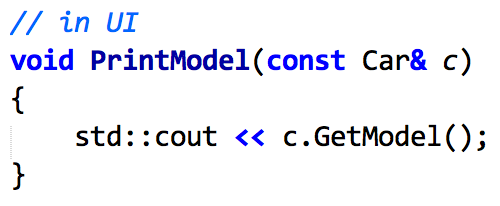 // in UI
void PrintModel(const Car& c)
{
    std::cout << c.GetModel();
}